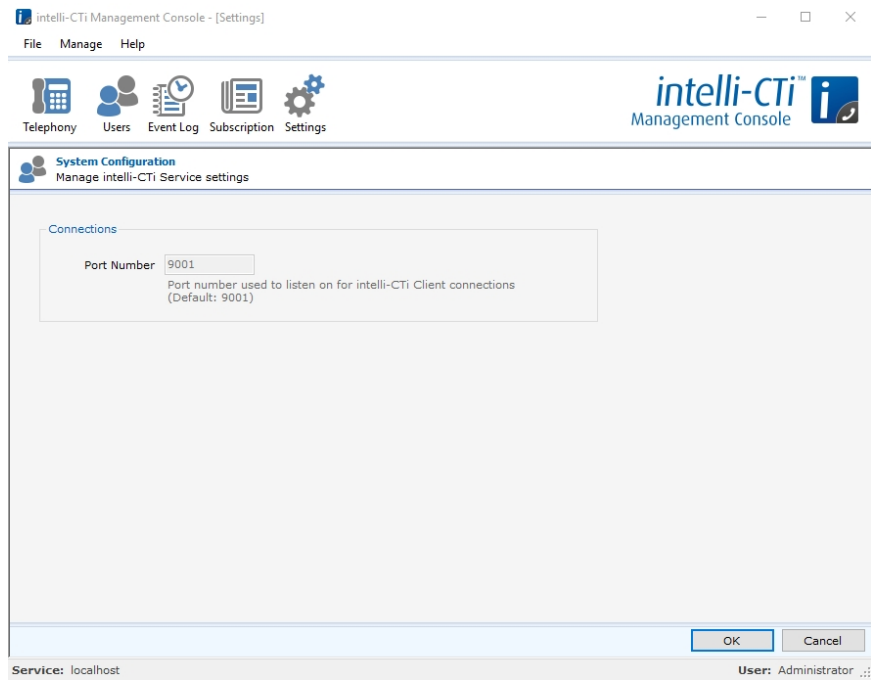 intelli-CTi Management Console - [Settings]
File Manage Help
Telephony Users Event Log Subscription Settings
intelli-CTi™
Management Console
System Configuration
Manage intelli-CTi Service settings
Connections
Port Number 9001
Port number used to listen on for intelli-CTi Client connections
(Default: 9001)
OK Cancel
Service: localhost User: Administrator